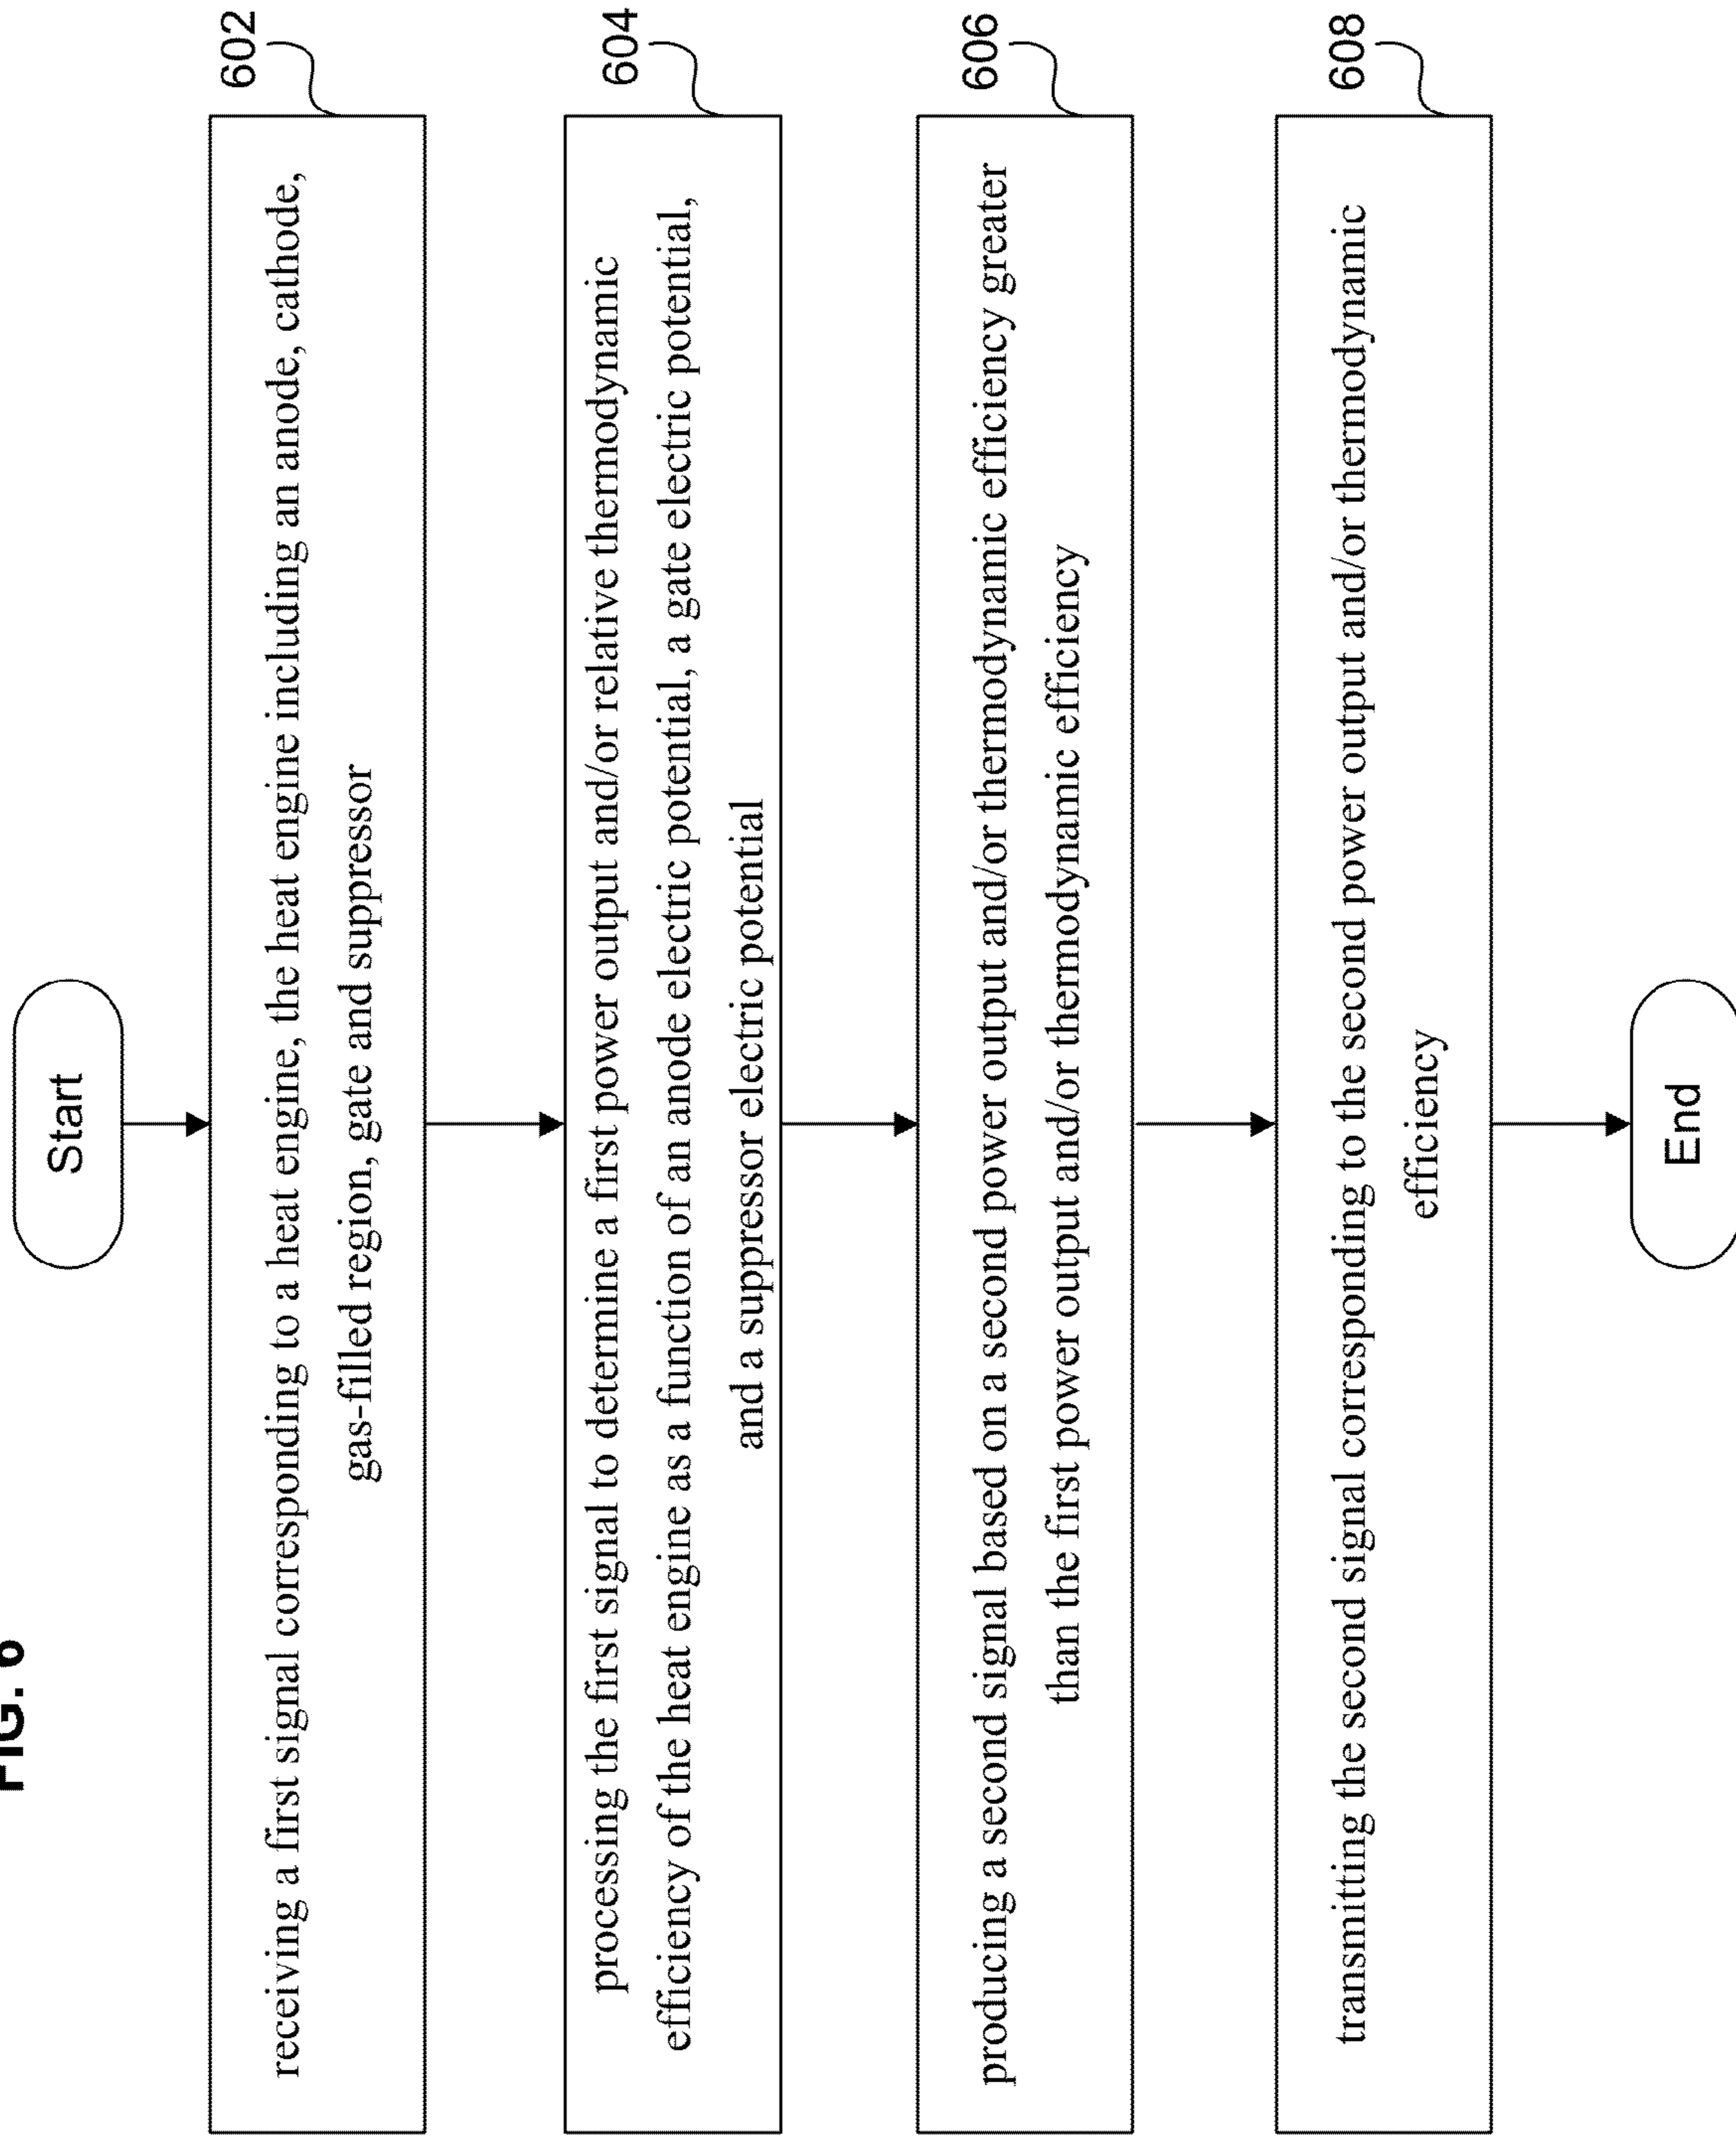 FIG. 6
Start
602
receiving a first signal corresponding to a heat engine, the heat engine including an anode, cathode,
gas-filled region, gate and suppressor
604
processing the first signal to determine a first power output and/or relative thermodynamic
efficiency of the heat engine as a function of an anode electric potential, a gate electric potential,
and a suppressor electric potential
606
producing a second signal based on a second power output and/or thermodynamic efficiency greater
than the first power output and/or thermodynamic efficiency
608
transmitting the second signal corresponding to the second power output and/or thermodynamic
efficiency
End